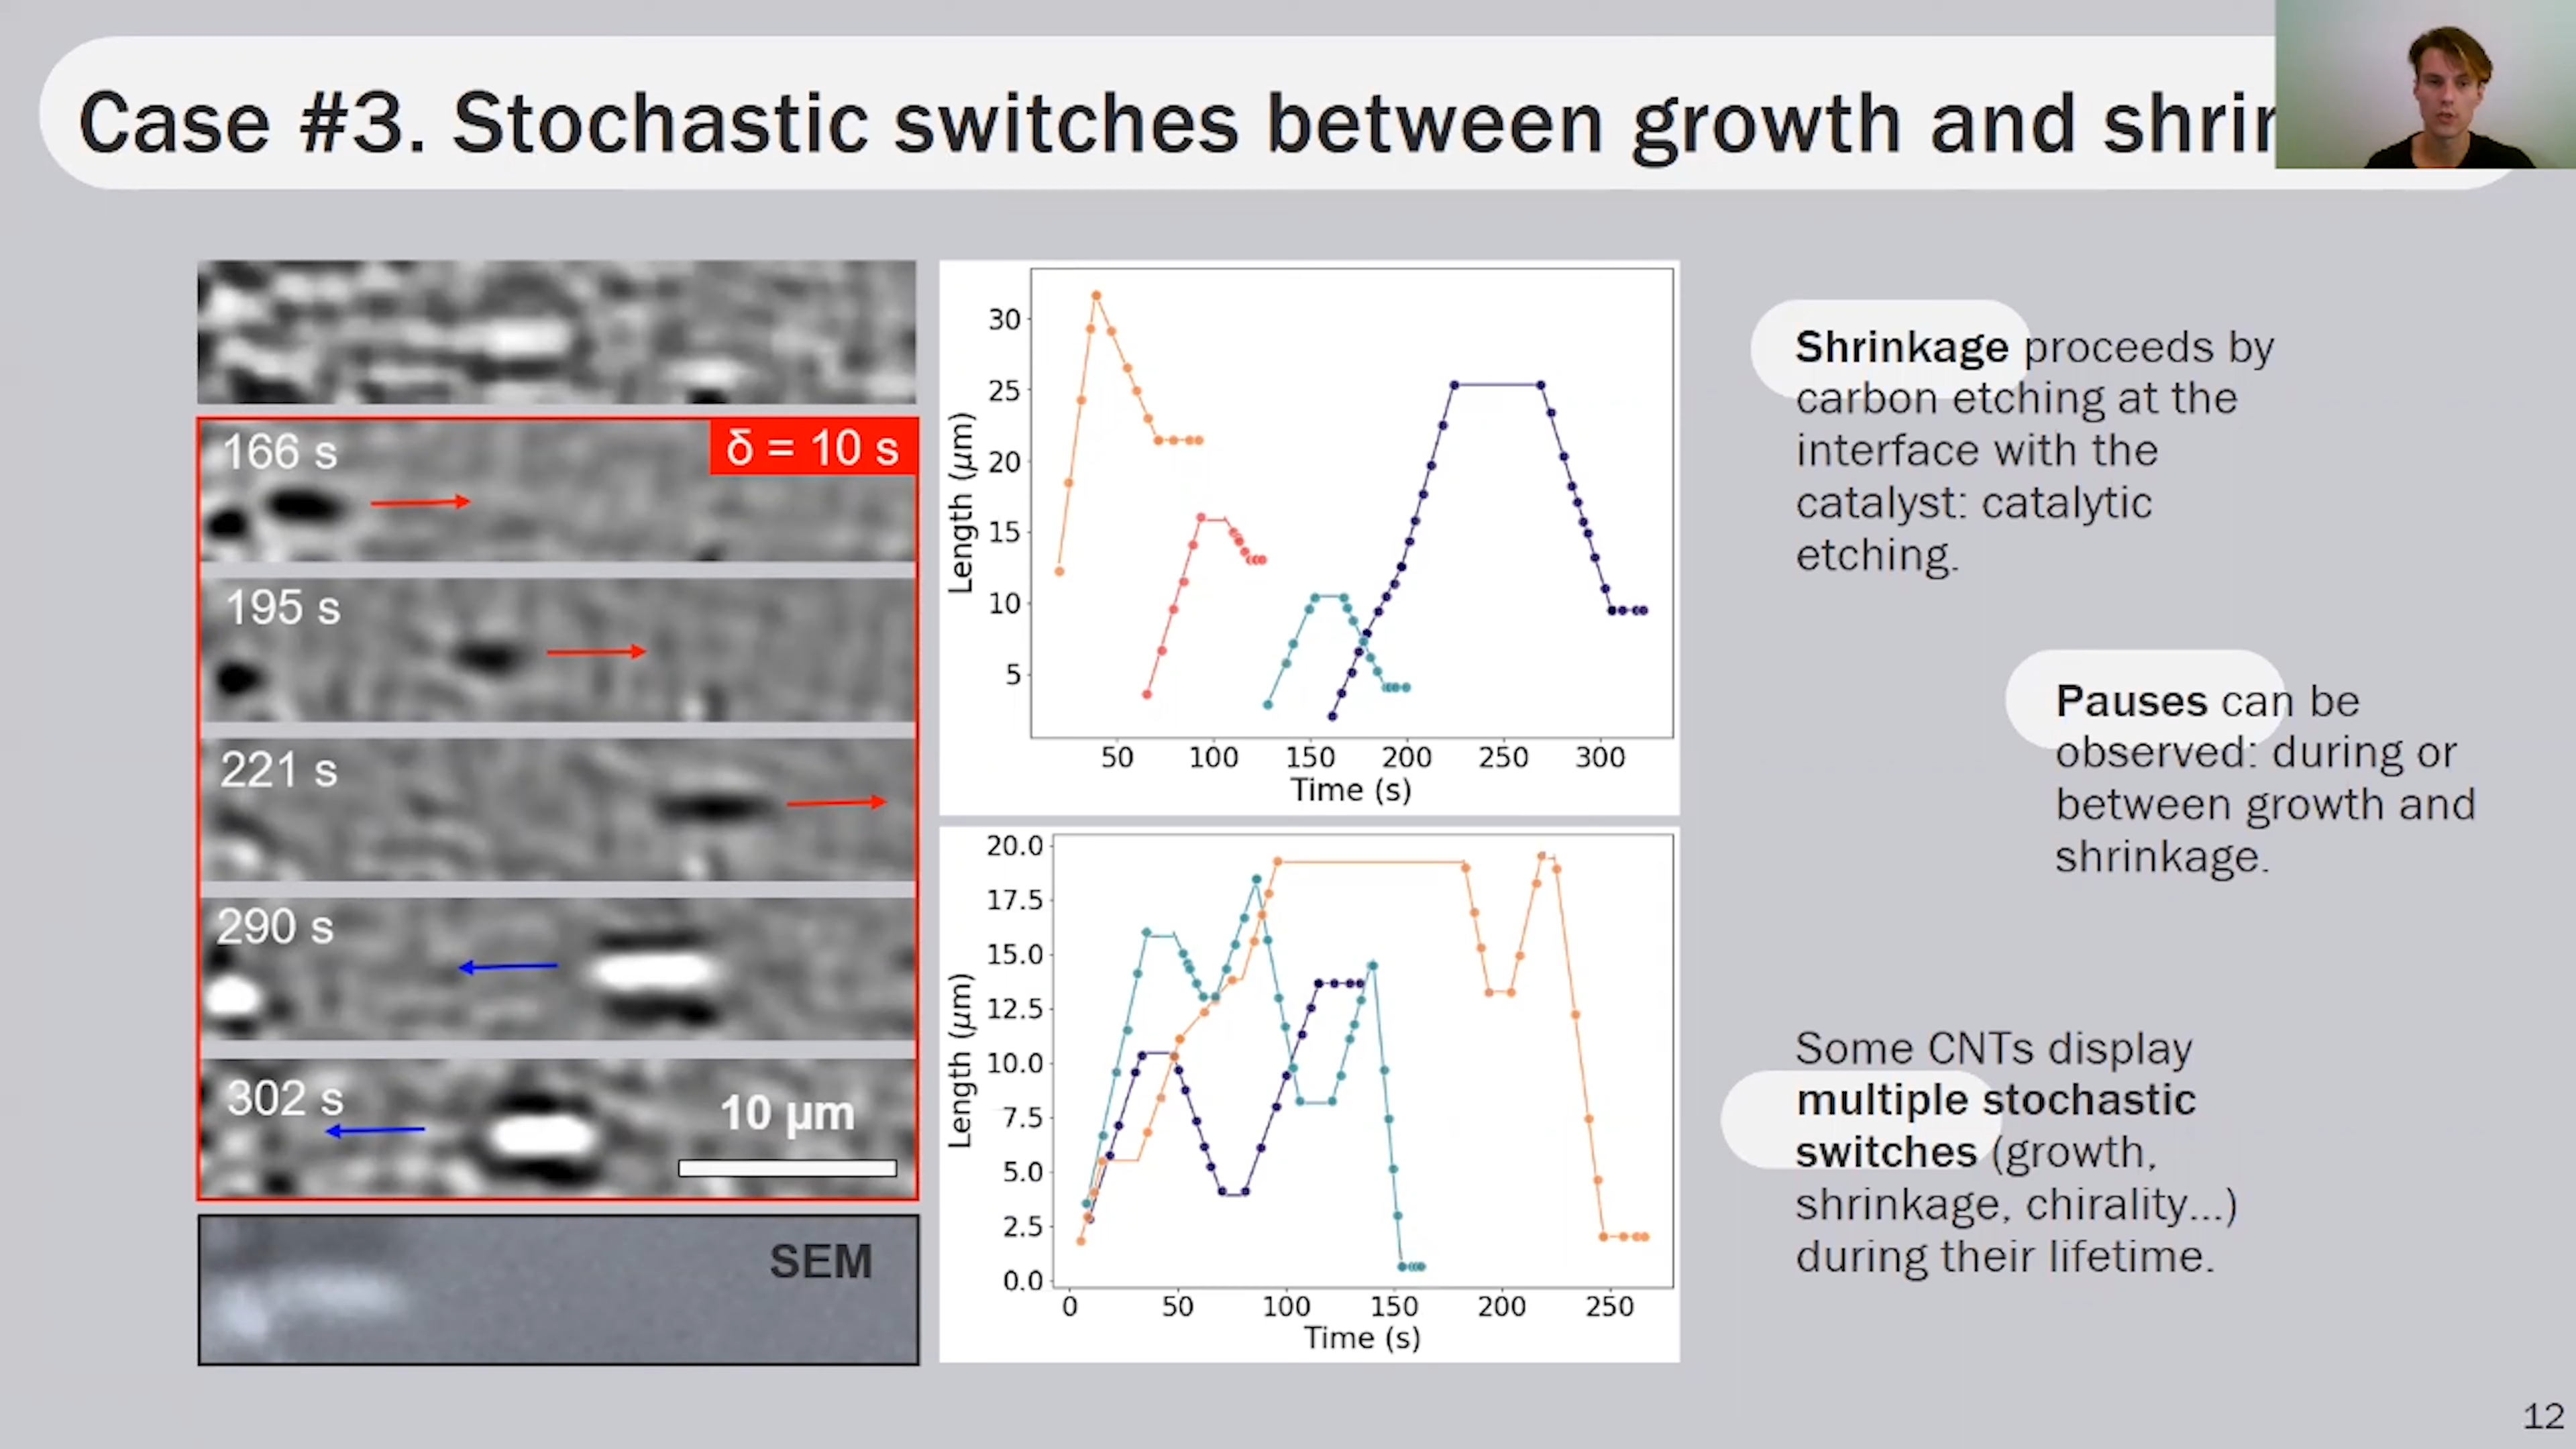 Case #3. Stochastic switches between growth and
166 s
δ = 10 s
195 s
221 s
290 s
302 s
10 µm
SEM
30
25
20
15
10
5
Length (µm)
50 100 150 200 250 300
Time (s)
20.0
17.5
15.0
12.5
10.0
7.5
5.0
2.5
0.0
Length (µm)
0 50 100 150 200 250
Time (s)
Shrinkage proceeds by
carbon etching at the
interface with the
catalyst: catalytic
etching.
Pauses can be
observed: during or
between growth and
shrinkage.
Some CNTs display
multiple stochastic
switches (growth,
shrinkage, chirality...)
during their lifetime.
12